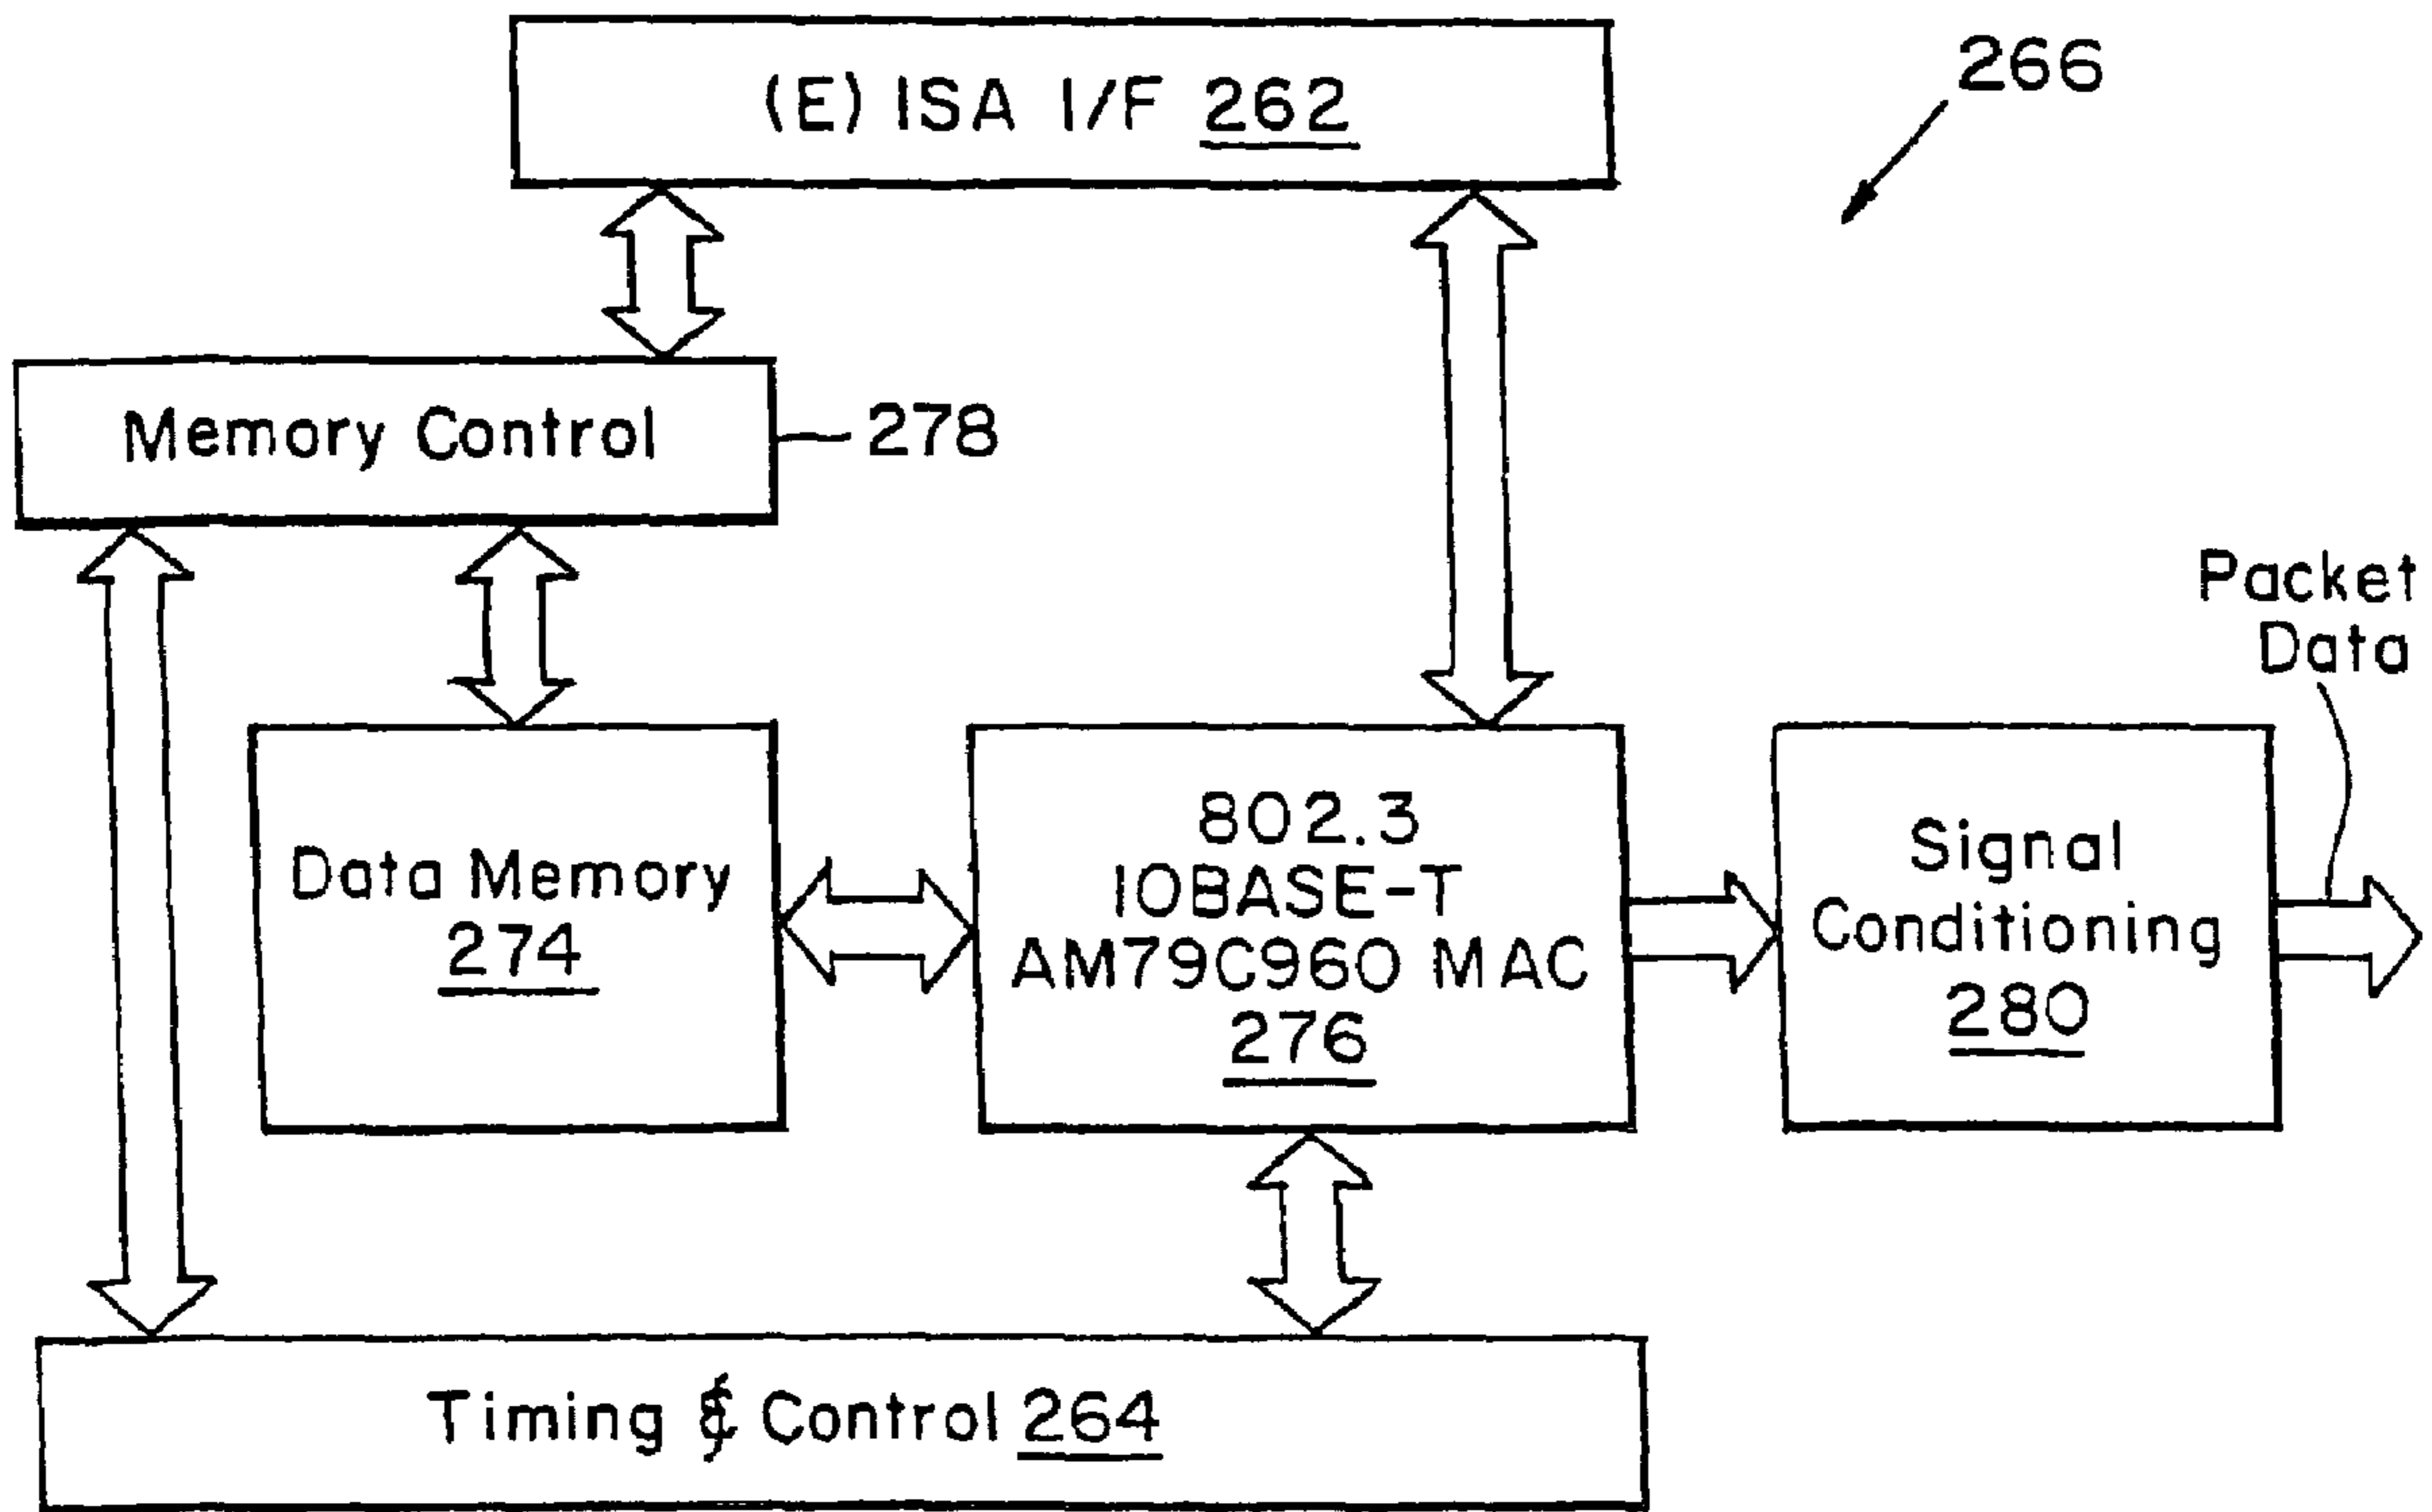 (E) ISA I/F 262
266
Memory Control
278
Packet
Data
Data Memory
274
802.3
10BASE-T
AM79C960 MAC
276
Signal
Conditioning
280
Timing & Control 264